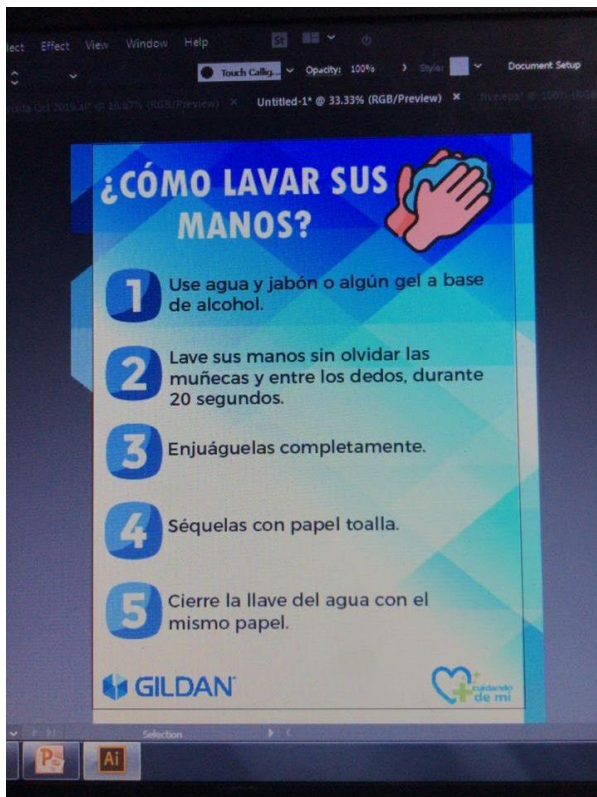 lect Effect View Window Help St
Touch Callig... Opacity: 100% Style: Document Setup
Untitled-1* @ 33.33% (RGB/Preview) ×
¿CÓMO LAVAR SUS
MANOS?
1 Use agua y jabón o algún gel a base
de alcohol.
2 Lave sus manos sin olvidar las
muñecas y entre los dedos, durante
20 segundos.
3 Enjuáguelas completamente.
4 Séquelas con papel toalla.
5 Cierre la llave del agua con el
mismo papel.
GILDAN
cuidando
de mi
Selection
Ai